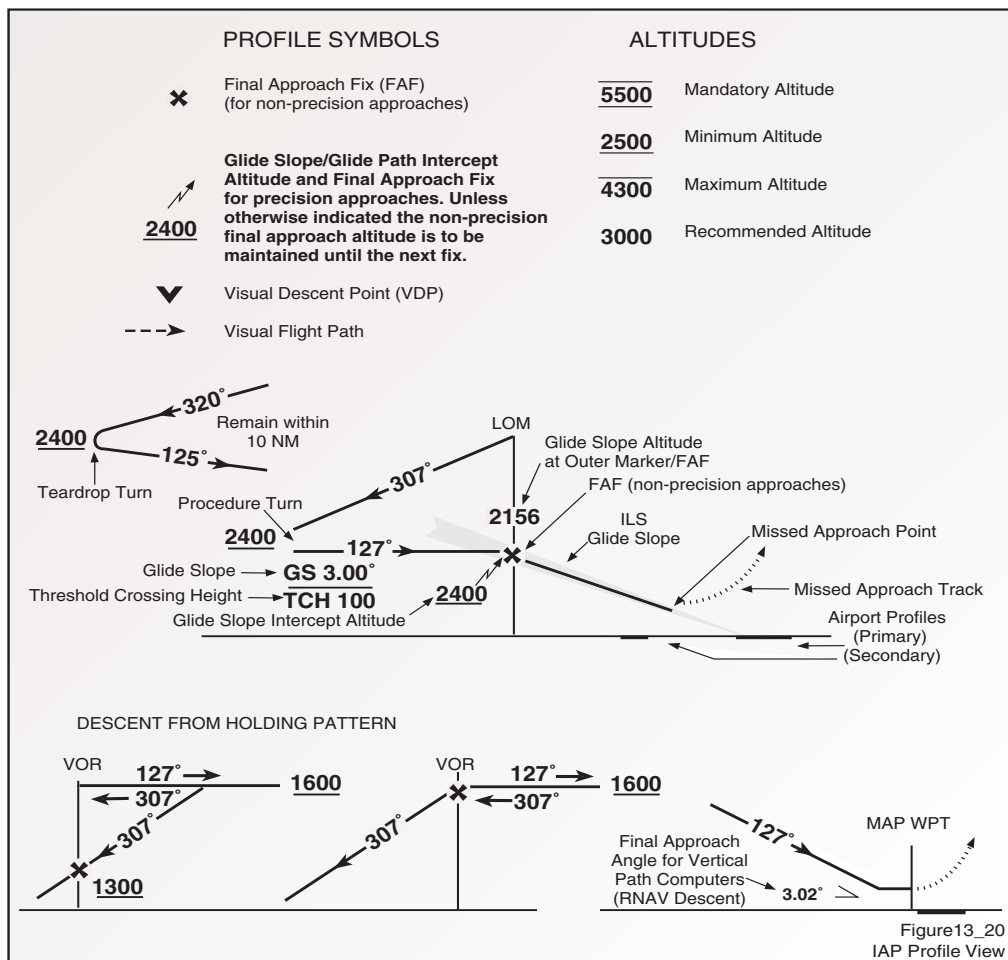 PROFILE SYMBOLS
Final Approach Fix (FAF)
(for non-precision approaches)
Glide Slope/Glide Path Intercept
Altitude and Final Approach Fix
for precision approaches. Unless
otherwise indicated the non-precision
final approach altitude is to be
maintained until the next fix.
2400
Visual Descent Point (VDP)
Visual Flight Path
ALTITUDES
5500 Mandatory Altitude
2500 Minimum Altitude
4300 Maximum Altitude
3000 Recommended Altitude
320°
Remain within
10 NM
2400
125°
Teardrop Turn
LOM
Glide Slope Altitude
at Outer Marker/FAF
307°
FAF (non-precision approaches)
Procedure Turn
2156
ILS
Glide Slope
Missed Approach Point
2400
127°
Glide Slope
GS 3.00°
Threshold Crossing Height
TCH 100
2400
Glide Slope Intercept Altitude
Missed Approach Track
Airport Profiles
(Primary)
(Secondary)
DESCENT FROM HOLDING PATTERN
VOR
127°
1600
307°
307°
1300
VOR
127°
1600
307°
307°
127°
MAP WPT
Final Approach
Angle for Vertical
Path Computers
(RNAV Descent)
3.02°
Figure13_20
IAP Profile View